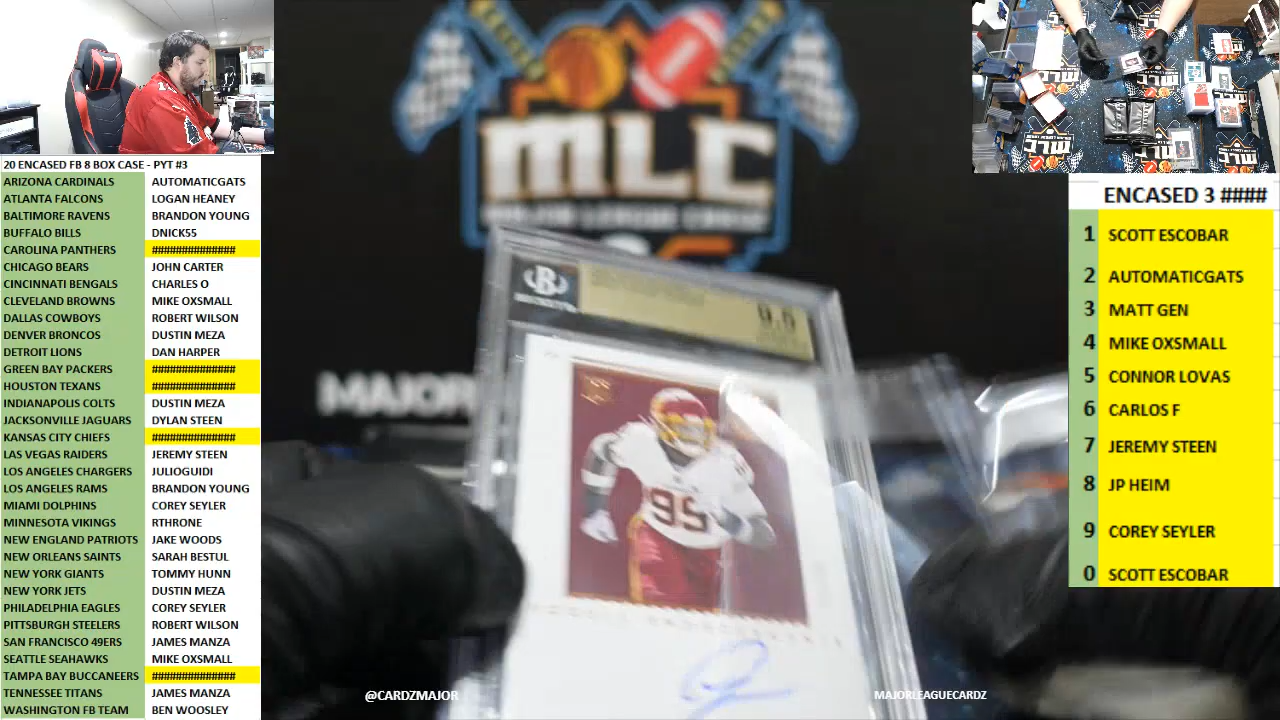 20 ENCASED FB 8 BOX CASE - PYT #3
ARIZONA CARDINALS AUTOMATICGATS
ATLANTA FALCONS LOGAN HEANEY
BALTIMORE RAVENS BRANDON YOUNG
BUFFALO BILLS DNICK55
CAROLINA PANTHERS ##############
CHICAGO BEARS JOHN CARTER
CINCINNATI BENGALS CHARLES O
CLEVELAND BROWNS MIKE OXSMALL
DALLAS COWBOYS ROBERT WILSON
DENVER BRONCOS DUSTIN MEZA
DETROIT LIONS DAN HARPER
GREEN BAY PACKERS ##############
HOUSTON TEXANS ##############
INDIANAPOLIS COLTS DUSTIN MEZA
JACKSONVILLE JAGUARS DYLAN STEEN
KANSAS CITY CHIEFS ##############
LAS VEGAS RAIDERS JEREMY STEEN
LOS ANGELES CHARGERS JULIOGUIDI
LOS ANGELES RAMS BRANDON YOUNG
MIAMI DOLPHINS COREY SEYLER
MINNESOTA VIKINGS RTHRONE
NEW ENGLAND PATRIOTS JAKE WOODS
NEW ORLEANS SAINTS SARAH BESTUL
NEW YORK GIANTS TOMMY HUNN
NEW YORK JETS DUSTIN MEZA
PHILADELPHIA EAGLES COREY SEYLER
PITTSBURGH STEELERS ROBERT WILSON
SAN FRANCISCO 49ERS JAMES MANZA
SEATTLE SEAHAWKS MIKE OXSMALL
TAMPA BAY BUCCANEERS ##############
TENNESSEE TITANS JAMES MANZA
WASHINGTON FB TEAM BEN WOOSLEY
MLC
MAJOR LEAGUE CARDZ
MAJOR
B
99
@CARDZMAJOR
MAJORLEAGUECARDZ
ENCASED 3 ####
1 SCOTT ESCOBAR
2 AUTOMATICGATS
3 MATT GEN
4 MIKE OXSMALL
5 CONNOR LOVAS
6 CARLOS F
7 JEREMY STEEN
8 JP HEIM
9 COREY SEYLER
0 SCOTT ESCOBAR